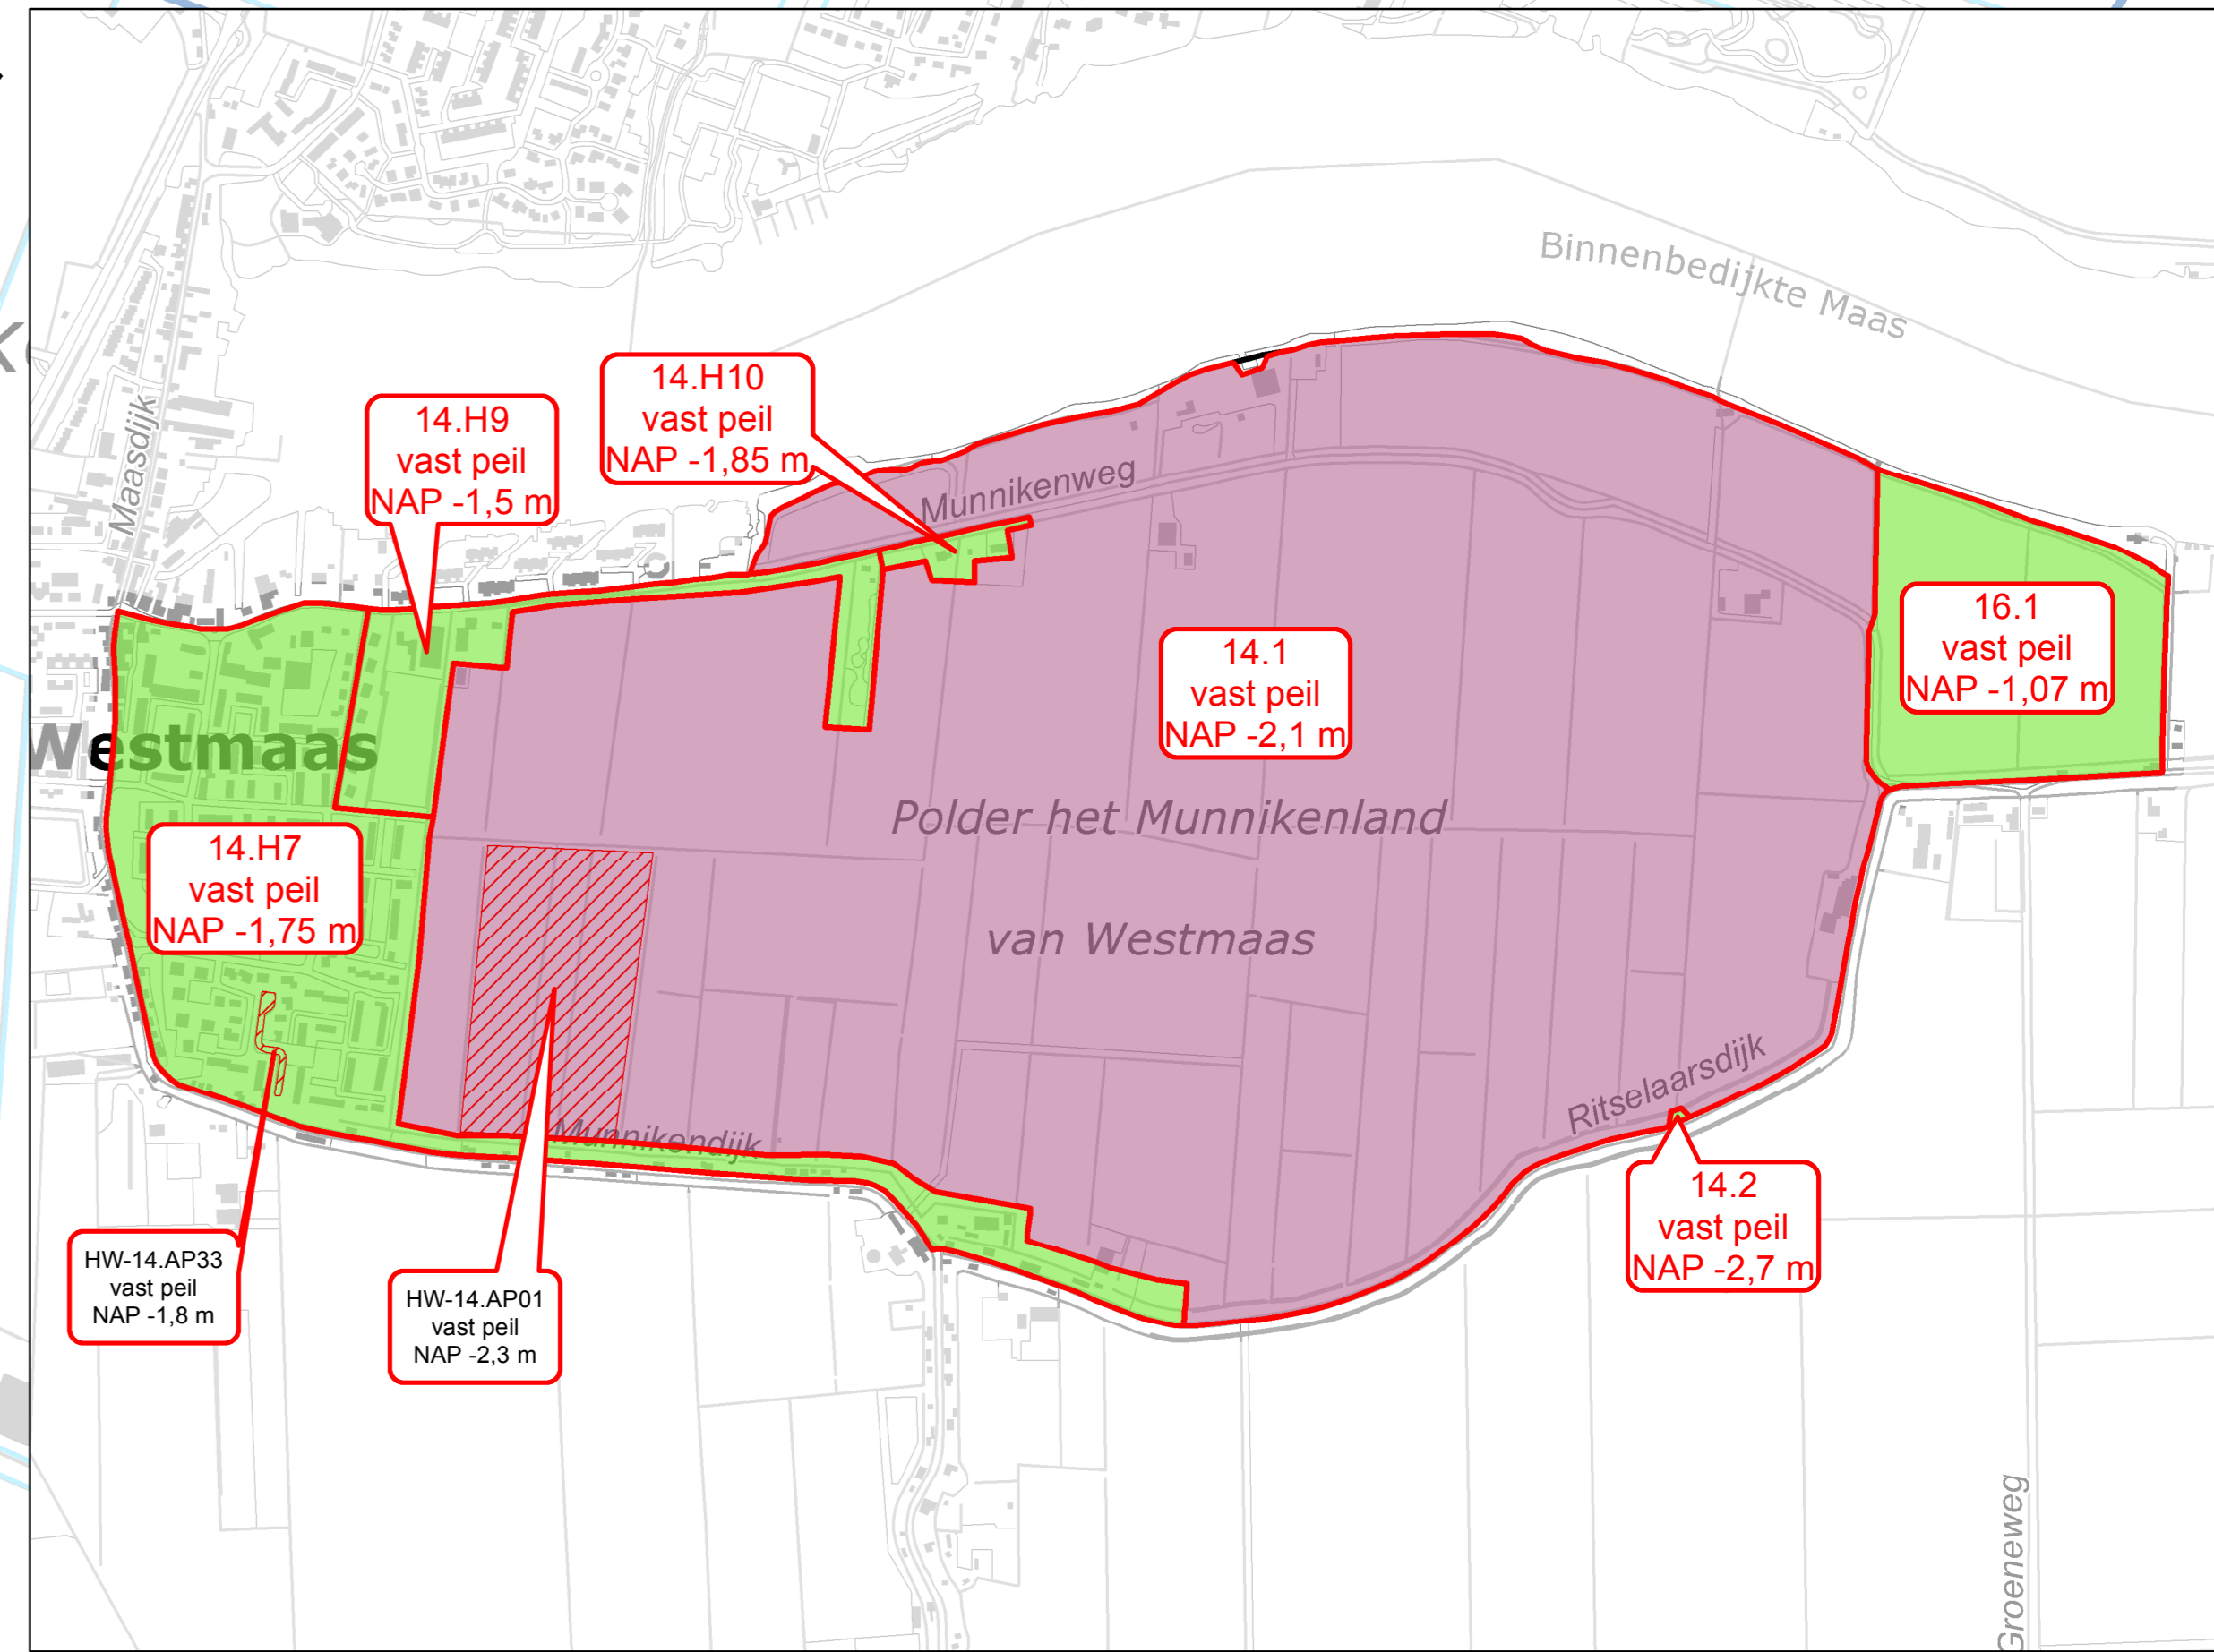 Binnenbedijkte Maas
Maasdijk
14.H10
vast peil
NAP -1,85 m
14.H9
vast peil
NAP -1,5 m
Munnikenweg
16.1
vast peil
NAP -1,07 m
14.1
vast peil
NAP -2,1 m
Westmaas
Polder het Munnikenland
van Westmaas
14.H7
vast peil
NAP -1,75 m
Ritselaarsdijk
Munnikendijk
14.2
vast peil
NAP -2,7 m
HW-14.AP33
vast peil
NAP -1,8 m
HW-14.AP01
vast peil
NAP -2,3 m
Groeneweg